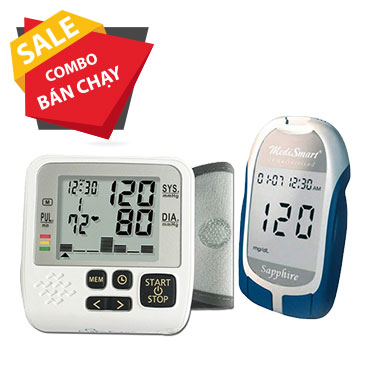 SALE
COMBO
BÁN CHẠY
12:30
1
120
SYS.
mmHg
M
PUL.
min
72
80
DIA.
mmHg
MEM
START
STOP
MediSmart
01-07 12:30 AM
120
mg/dL
Sapphire